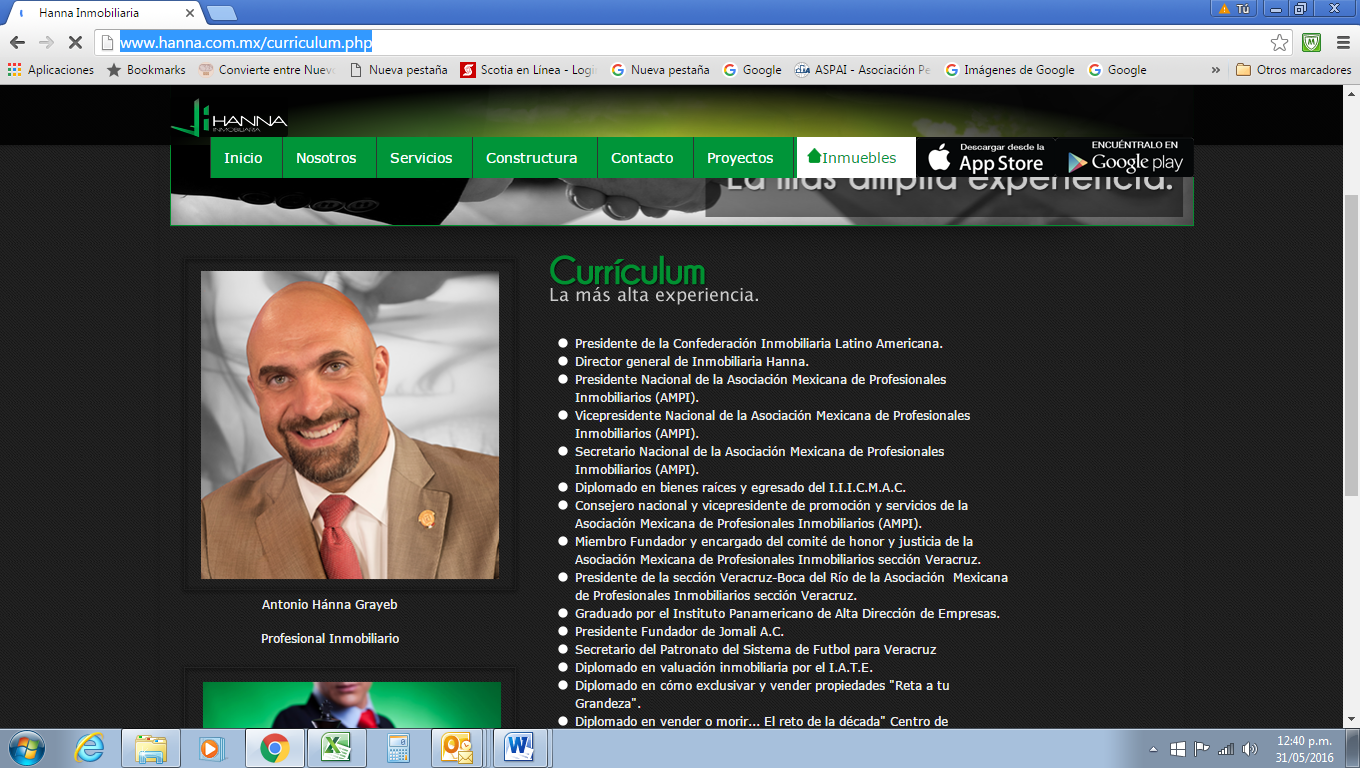 Hanna Inmobiliaria
Tú
www.hanna.com.mx/curriculum.php
Aplicaciones Bookmarks Convierte entre Nuev Nueva pestaña Scotia en Línea - Logi Nueva pestaña Google ASPAI - Asociación Pe Imágenes de Google Google » Otros marcadores
HANNA
INMOBILIARIA
Inicio Nosotros Servicios Constructura Contacto Proyectos Inmuebles
Descargar desde la
App Store
ENCUÉNTRALO EN
Google play
La más amplia experiencia.
Currículum
La más alta experiencia.
Presidente de la Confederación Inmobiliaria Latino Americana.
Director general de Inmobiliaria Hanna.
Presidente Nacional de la Asociación Mexicana de Profesionales
Inmobiliarios (AMPI).
Vicepresidente Nacional de la Asociación Mexicana de Profesionales
Inmobiliarios (AMPI).
Secretario Nacional de la Asociación Mexicana de Profesionales
Inmobiliarios (AMPI).
Diplomado en bienes raíces y egresado del I.I.I.C.M.A.C.
Consejero nacional y vicepresidente de promoción y servicios de la
Asociación Mexicana de Profesionales Inmobiliarios (AMPI).
Miembro Fundador y encargado del comité de honor y justicia de la
Asociación Mexicana de Profesionales Inmobiliarios sección Veracruz.
Presidente de la sección Veracruz-Boca del Río de la Asociación Mexicana
de Profesionales Inmobiliarios sección Veracruz.
Graduado por el Instituto Panamericano de Alta Dirección de Empresas.
Presidente Fundador de Jomali A.C.
Secretario del Patronato del Sistema de Futbol para Veracruz
Diplomado en valuación inmobiliaria por el I.A.T.E.
Diplomado en cómo exclusivar y vender propiedades "Reta a tu
Grandeza".
Diplomado en vender o morir... El reto de la década" Centro de
Antonio Hánna Grayeb
Profesional Inmobiliario
12:40 p.m.
31/05/2016